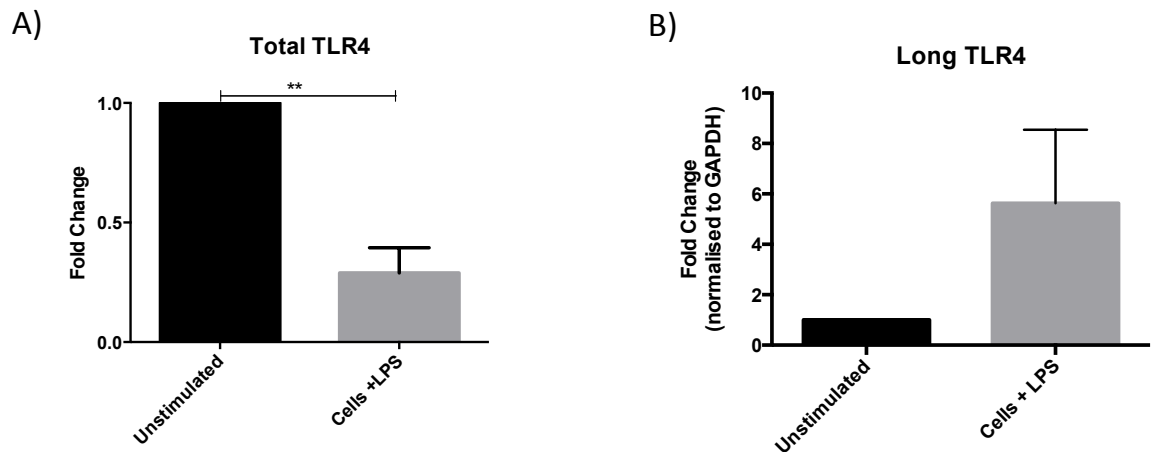 A)
Total TLR4
**
1.0
0.5
0.0
Fold Change
Unstimulated
Cells +LPS
B)
Long TLR4
10
8
6
4
2
0
Fold Change
(normalised to GAPDH)
Unstimulated
Cells + LPS